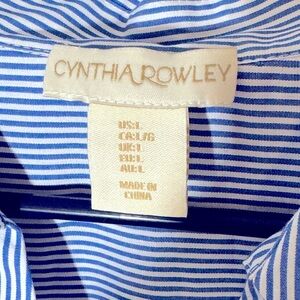 CYNTHIA ROWLEY
US:L
CA:L/G
UK:L
EU:L
AU:L
MADE IN
CHINA